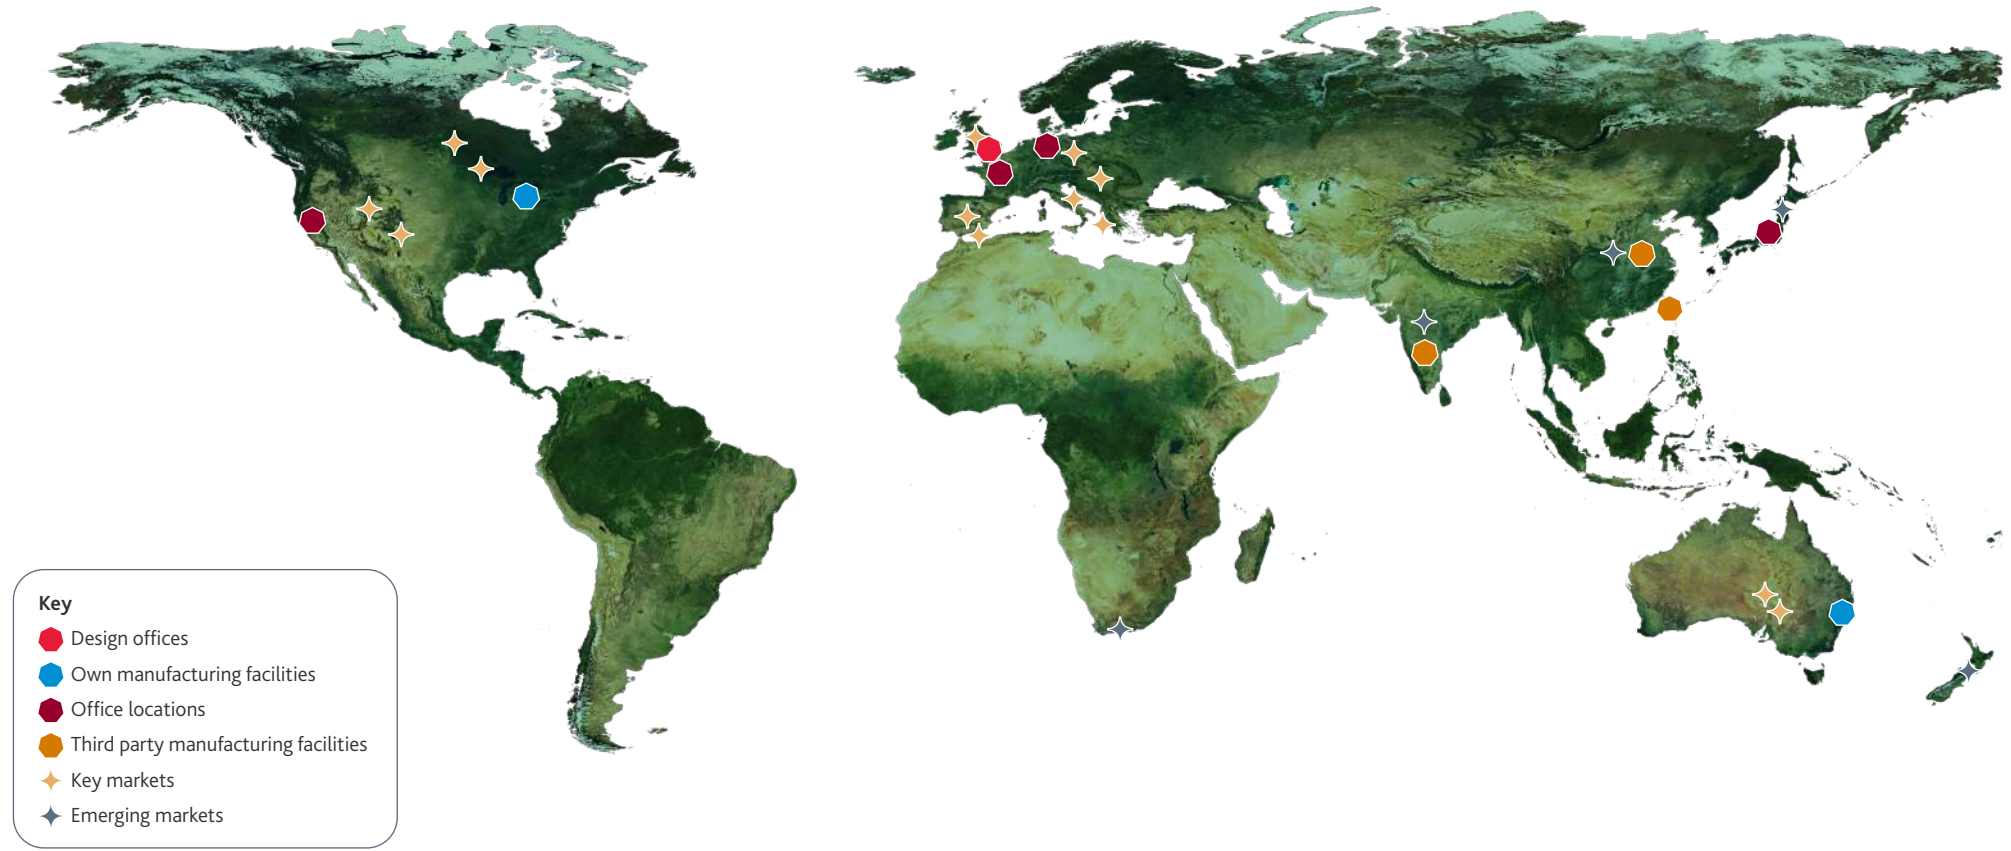 Key
Design offices
Own manufacturing facilities
Office locations
Third party manufacturing facilities
Key markets
Emerging markets